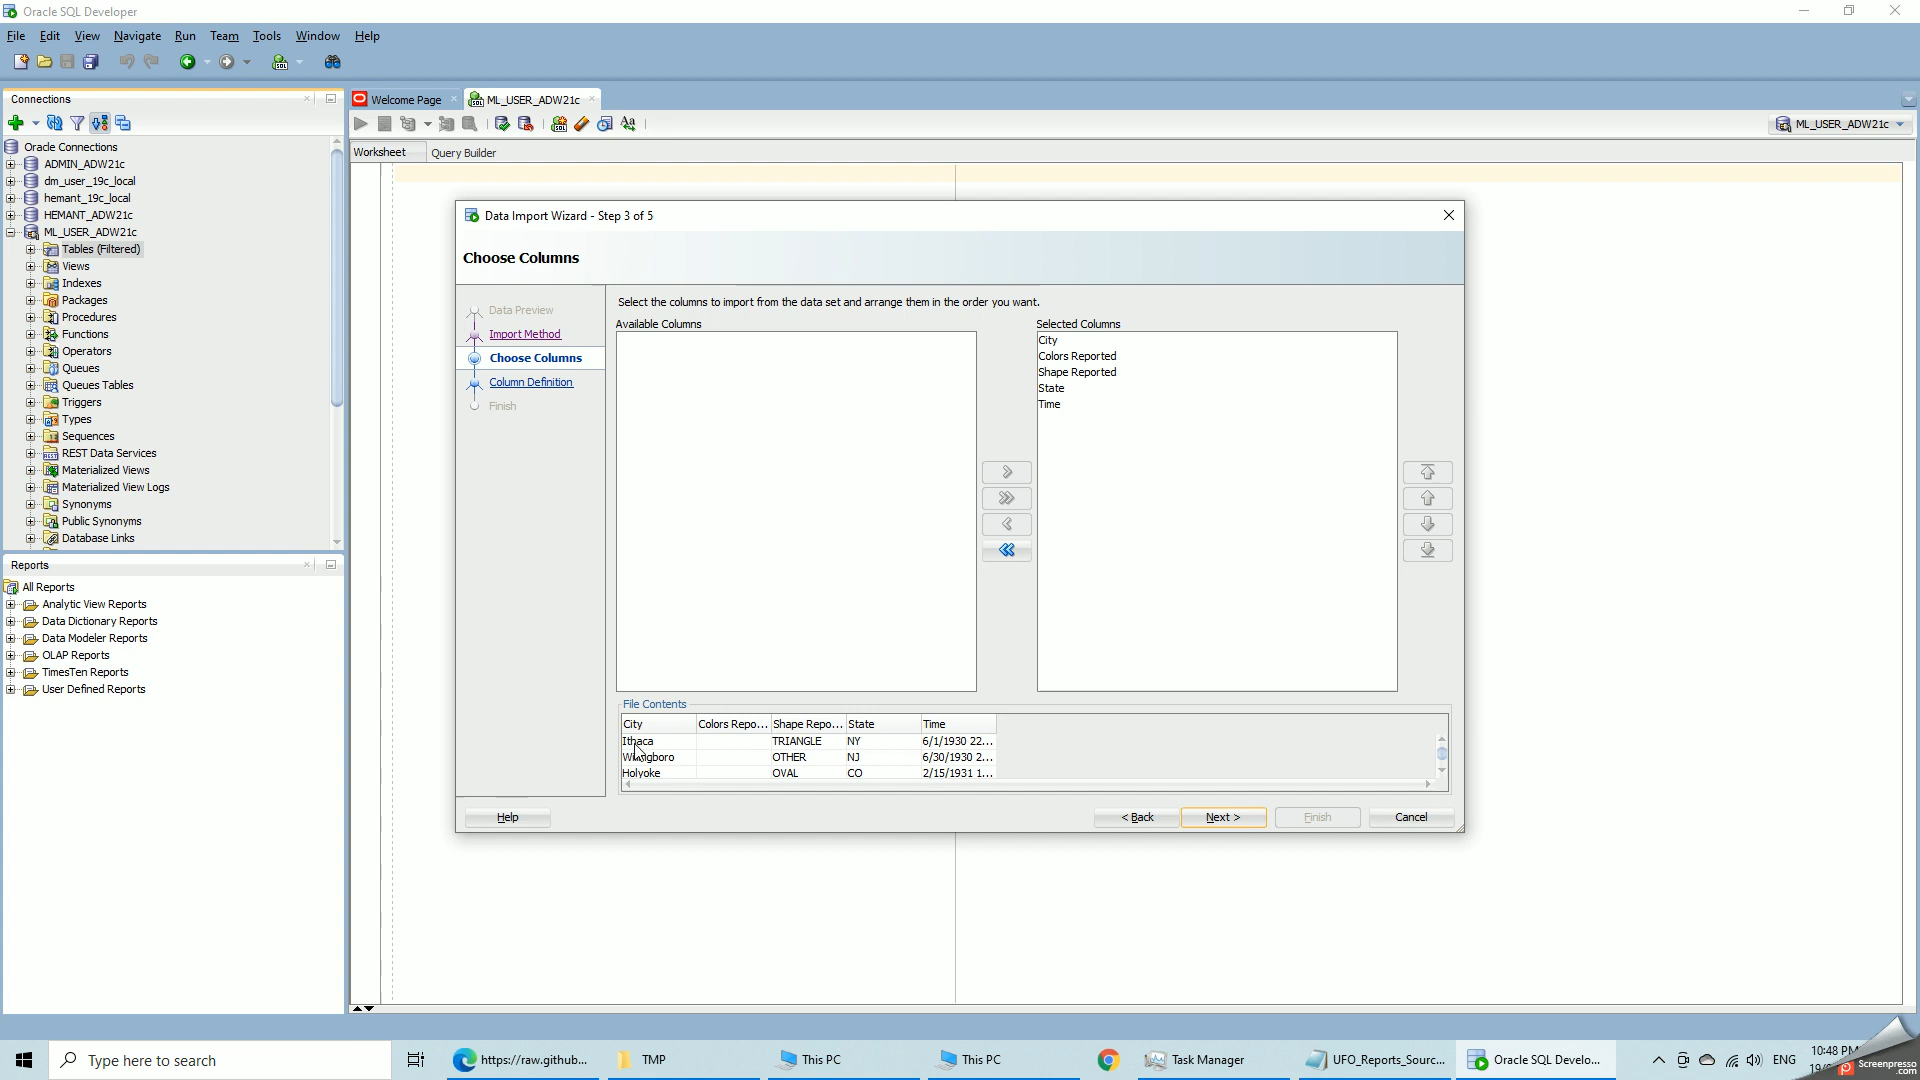 Oracle SQL Developer
File Edit View Navigate Run Team Tools Window Help
Connections
Oracle Connections
ADMIN_ADW21c
dm_user_19c_local
hemant_19c_local
HEMANT_ADW21c
ML_USER_ADW21c
Tables (Filtered)
Views
Indexes
Packages
Procedures
Functions
Operators
Queues
Queues Tables
Triggers
Types
Sequences
REST Data Services
Materialized Views
Materialized View Logs
Synonyms
Public Synonyms
Database Links
Reports
All Reports
Analytic View Reports
Data Dictionary Reports
Data Modeler Reports
OLAP Reports
TimesTen Reports
User Defined Reports
Welcome Page ML_USER_ADW21c
ML_USER_ADW21c
Worksheet Query Builder
Data Import Wizard - Step 3 of 5
Choose Columns
Data Preview
Import Method
Choose Columns
Column Definition
Finish
Select the columns to import from the data set and arrange them in the order you want.
Available Columns
Selected Columns
City
Colors Reported
Shape Reported
State
Time
File Contents
City Colors Repo... Shape Repo... State Time
Ithaca TRIANGLE NY 6/1/1930 22...
OTHER NJ 6/30/1930 2...
Holyoke OVAL CO 2/15/1931 1...
Help < Back Next > Finish Cancel
Type here to search
https://raw.github...
TMP
This PC
This PC
Task Manager
UFO_Reports_Sourc...
Oracle SQL Develo...
ENG
10:48 PM
Screenpresso
.com